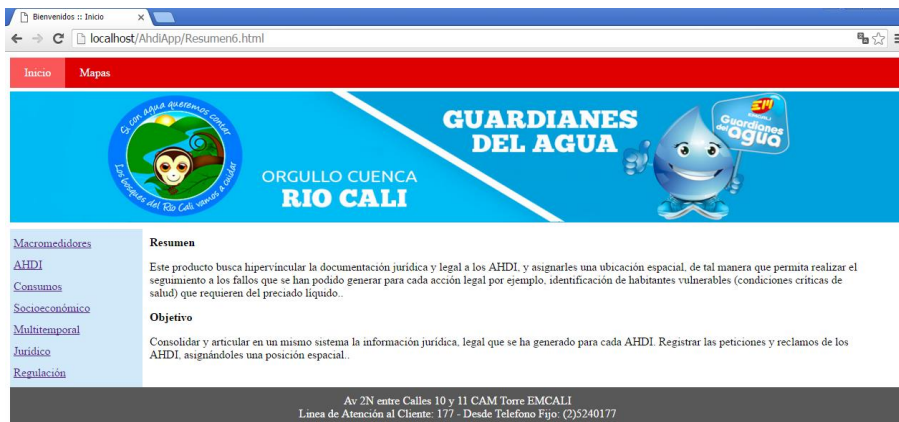 Bienvenidos :: Inicio
localhost/AhdiApp/Resumen6.html
Inicio Mapas
Si con agua queremos contar
Los bosques del Río Cali vamos a cuidar
ORGULLO CUENCA
RIO CALI
GUARDIANES
DEL AGUA
EMCALI
Guardianes
del agua
Macromedidores
AHDI
Consumos
Socioeconómico
Multitemporal
Jurídico
Regulación
Resumen
Este producto busca hipervincular la documentación jurídica y legal a los AHDI, y asignarles una ubicación espacial, de tal manera que permita realizar el
seguimiento a los fallos que se han podido generar para cada acción legal por ejemplo, identificación de habitantes vulnerables (condiciones críticas de
salud) que requieren del preciado líquido..
Objetivo
Consolidar y articular en un mismo sistema la información jurídica, legal que se ha generado para cada AHDI. Registrar las peticiones y reclamos de los
AHDI, asignándoles una posición espacial..
Av 2N entre Calles 10 y 11 CAM Torre EMCALI
Linea de Atención al Cliente: 177 - Desde Telefono Fijo: (2)5240177